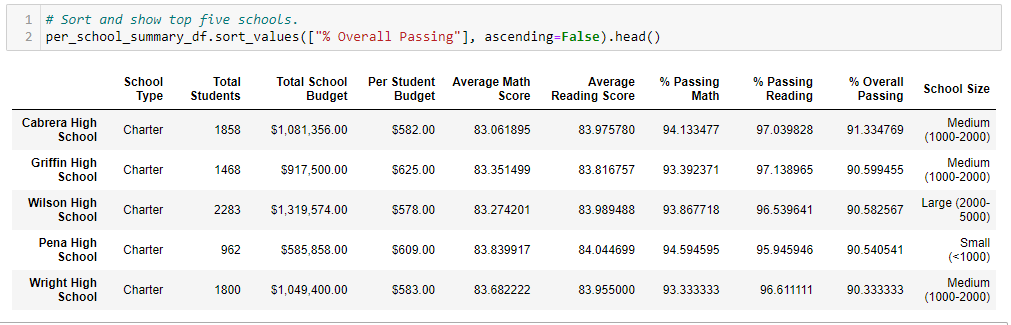 1 # Sort and show top five schools.
2 per_school_summary_df.sort_values(["% Overall Passing"], ascending=False).head()
School Type Total Students Total School Budget Per Student Budget Average Math Score Average Reading Score % Passing Math % Passing Reading % Overall Passing School Size
Cabrera High School Charter 1858 $1,081,356.00 $582.00 83.061895 83.975780 94.133477 97.039828 91.334769 Medium (1000-2000)
Griffin High School Charter 1468 $917,500.00 $625.00 83.351499 83.816757 93.392371 97.138965 90.599455 Medium (1000-2000)
Wilson High School Charter 2283 $1,319,574.00 $578.00 83.274201 83.989488 93.867718 96.539641 90.582567 Large (2000-5000)
Pena High School Charter 962 $585,858.00 $609.00 83.839917 84.044699 94.594595 95.945946 90.540541 Small (<1000)
Wright High School Charter 1800 $1,049,400.00 $583.00 83.682222 83.955000 93.333333 96.611111 90.333333 Medium (1000-2000)